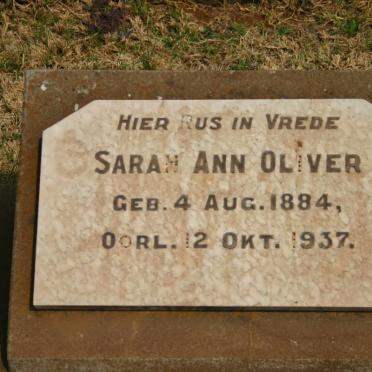 HIER RUS IN VREDE
SARAH ANN OLIVER
GEB. 4 AUG. 1884,
OORL. 12 OKT. 1937.